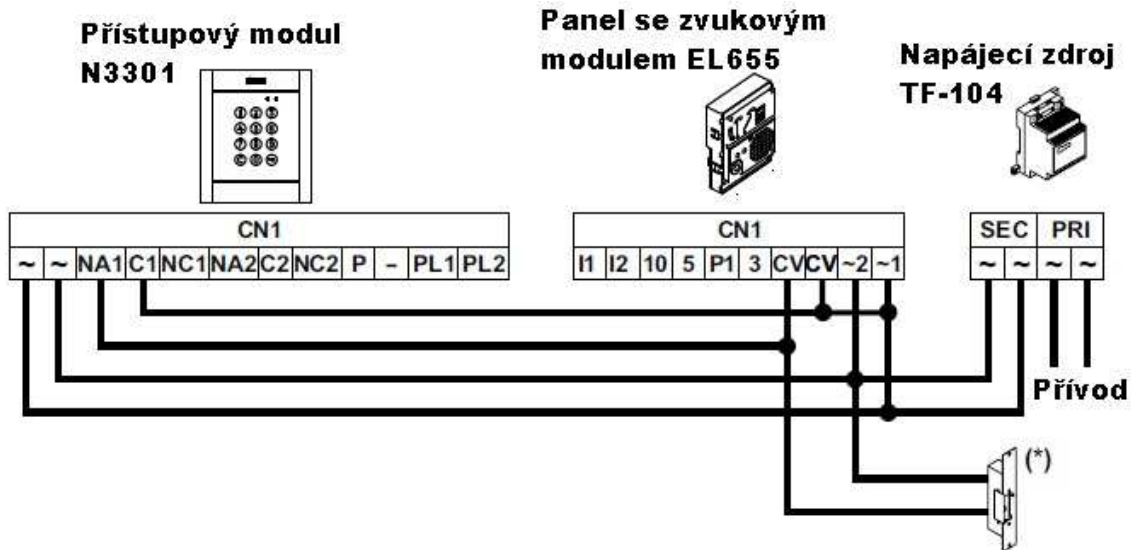 Přístupový modul
N3301
Panel se zvukovým
modulem EL655
Napájecí zdroj
TF-104
CN1
~ ~ NA1 C1 NC1 NA2 C2 NC2 P - PL1 PL2
CN1
I1 I2 10 5 P1 3 CV CV ~2 ~1
SEC PRI
~ ~ ~ ~
Přívod
(*)